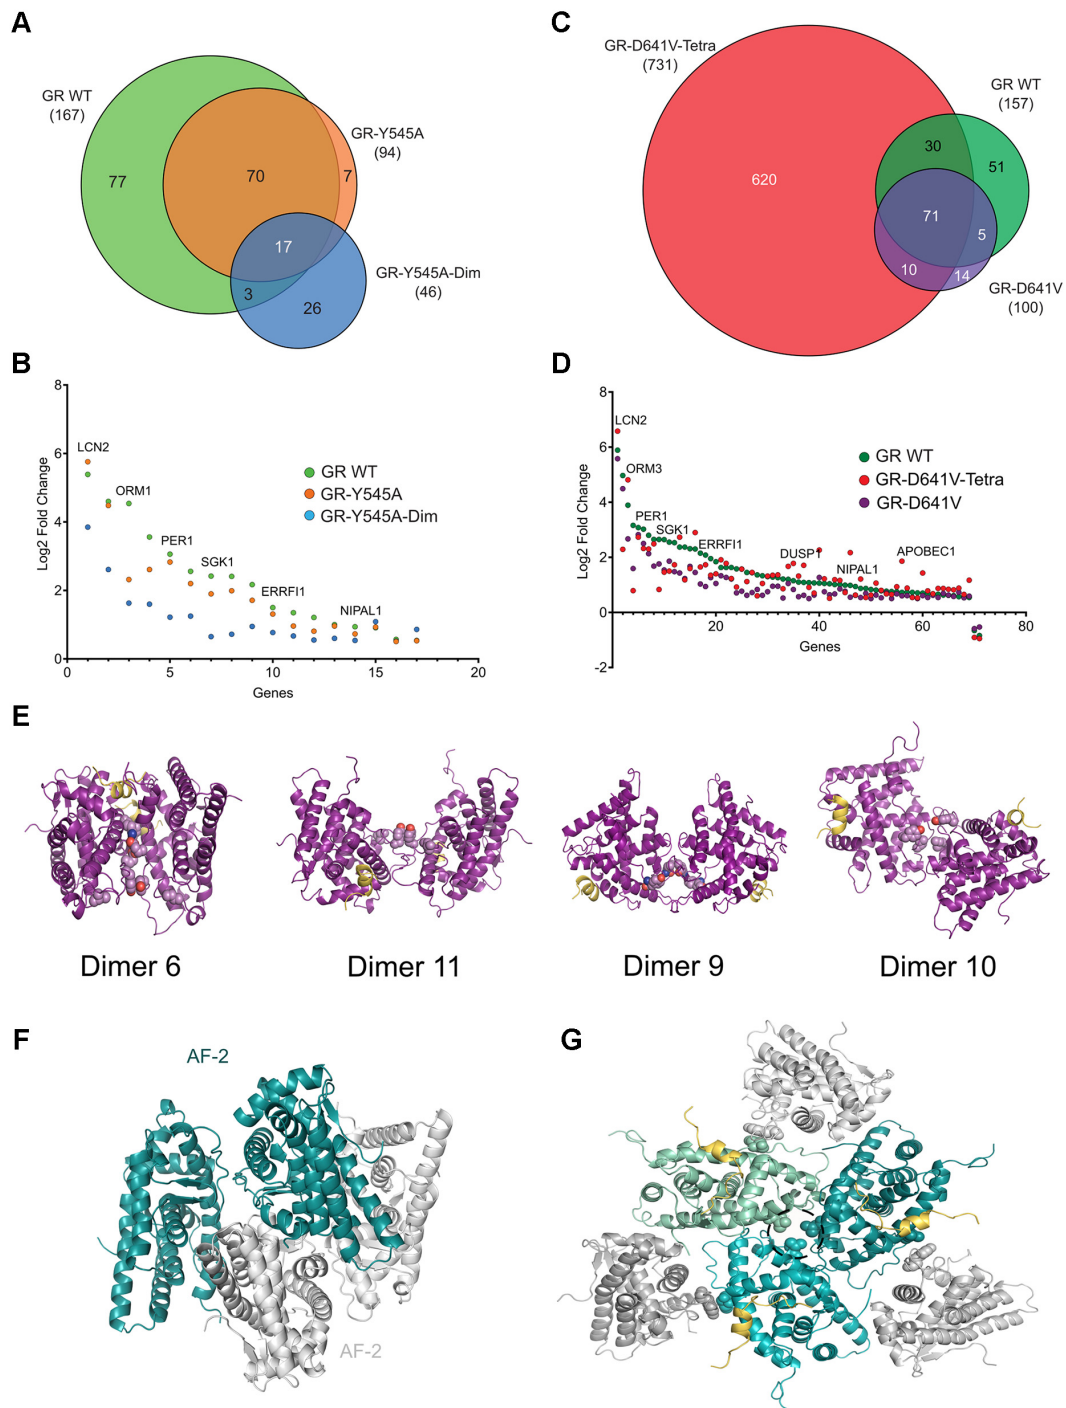 A
GR WT
(167)
GR-Y545A
(94)
77
70
7
17
GR-Y545A-Dim
(46)
3
26
C
GR-D641V-Tetra
(731)
GR WT
(157)
30
51
620
71
5
10
14
GR-D641V
(100)
B
8
6
4
2
0
Log2 Fold Change
LCN2
ORM1
PER1
SGK1
ERRFI1
NIPAL1
GR WT
GR-Y545A
GR-Y545A-Dim
0
5
10
15
20
Genes
D
8
6
4
2
0
-2
Log2 Fold Change
LCN2
ORM3
PER1
SGK1
ERRFI1
DUSP1
NIPAL1
APOBEC1
GR WT
GR-D641V-Tetra
GR-D641V
20
40
60
80
Genes
E
Dimer 6
Dimer 11
Dimer 9
Dimer 10
F
AF-2
AF-2
G